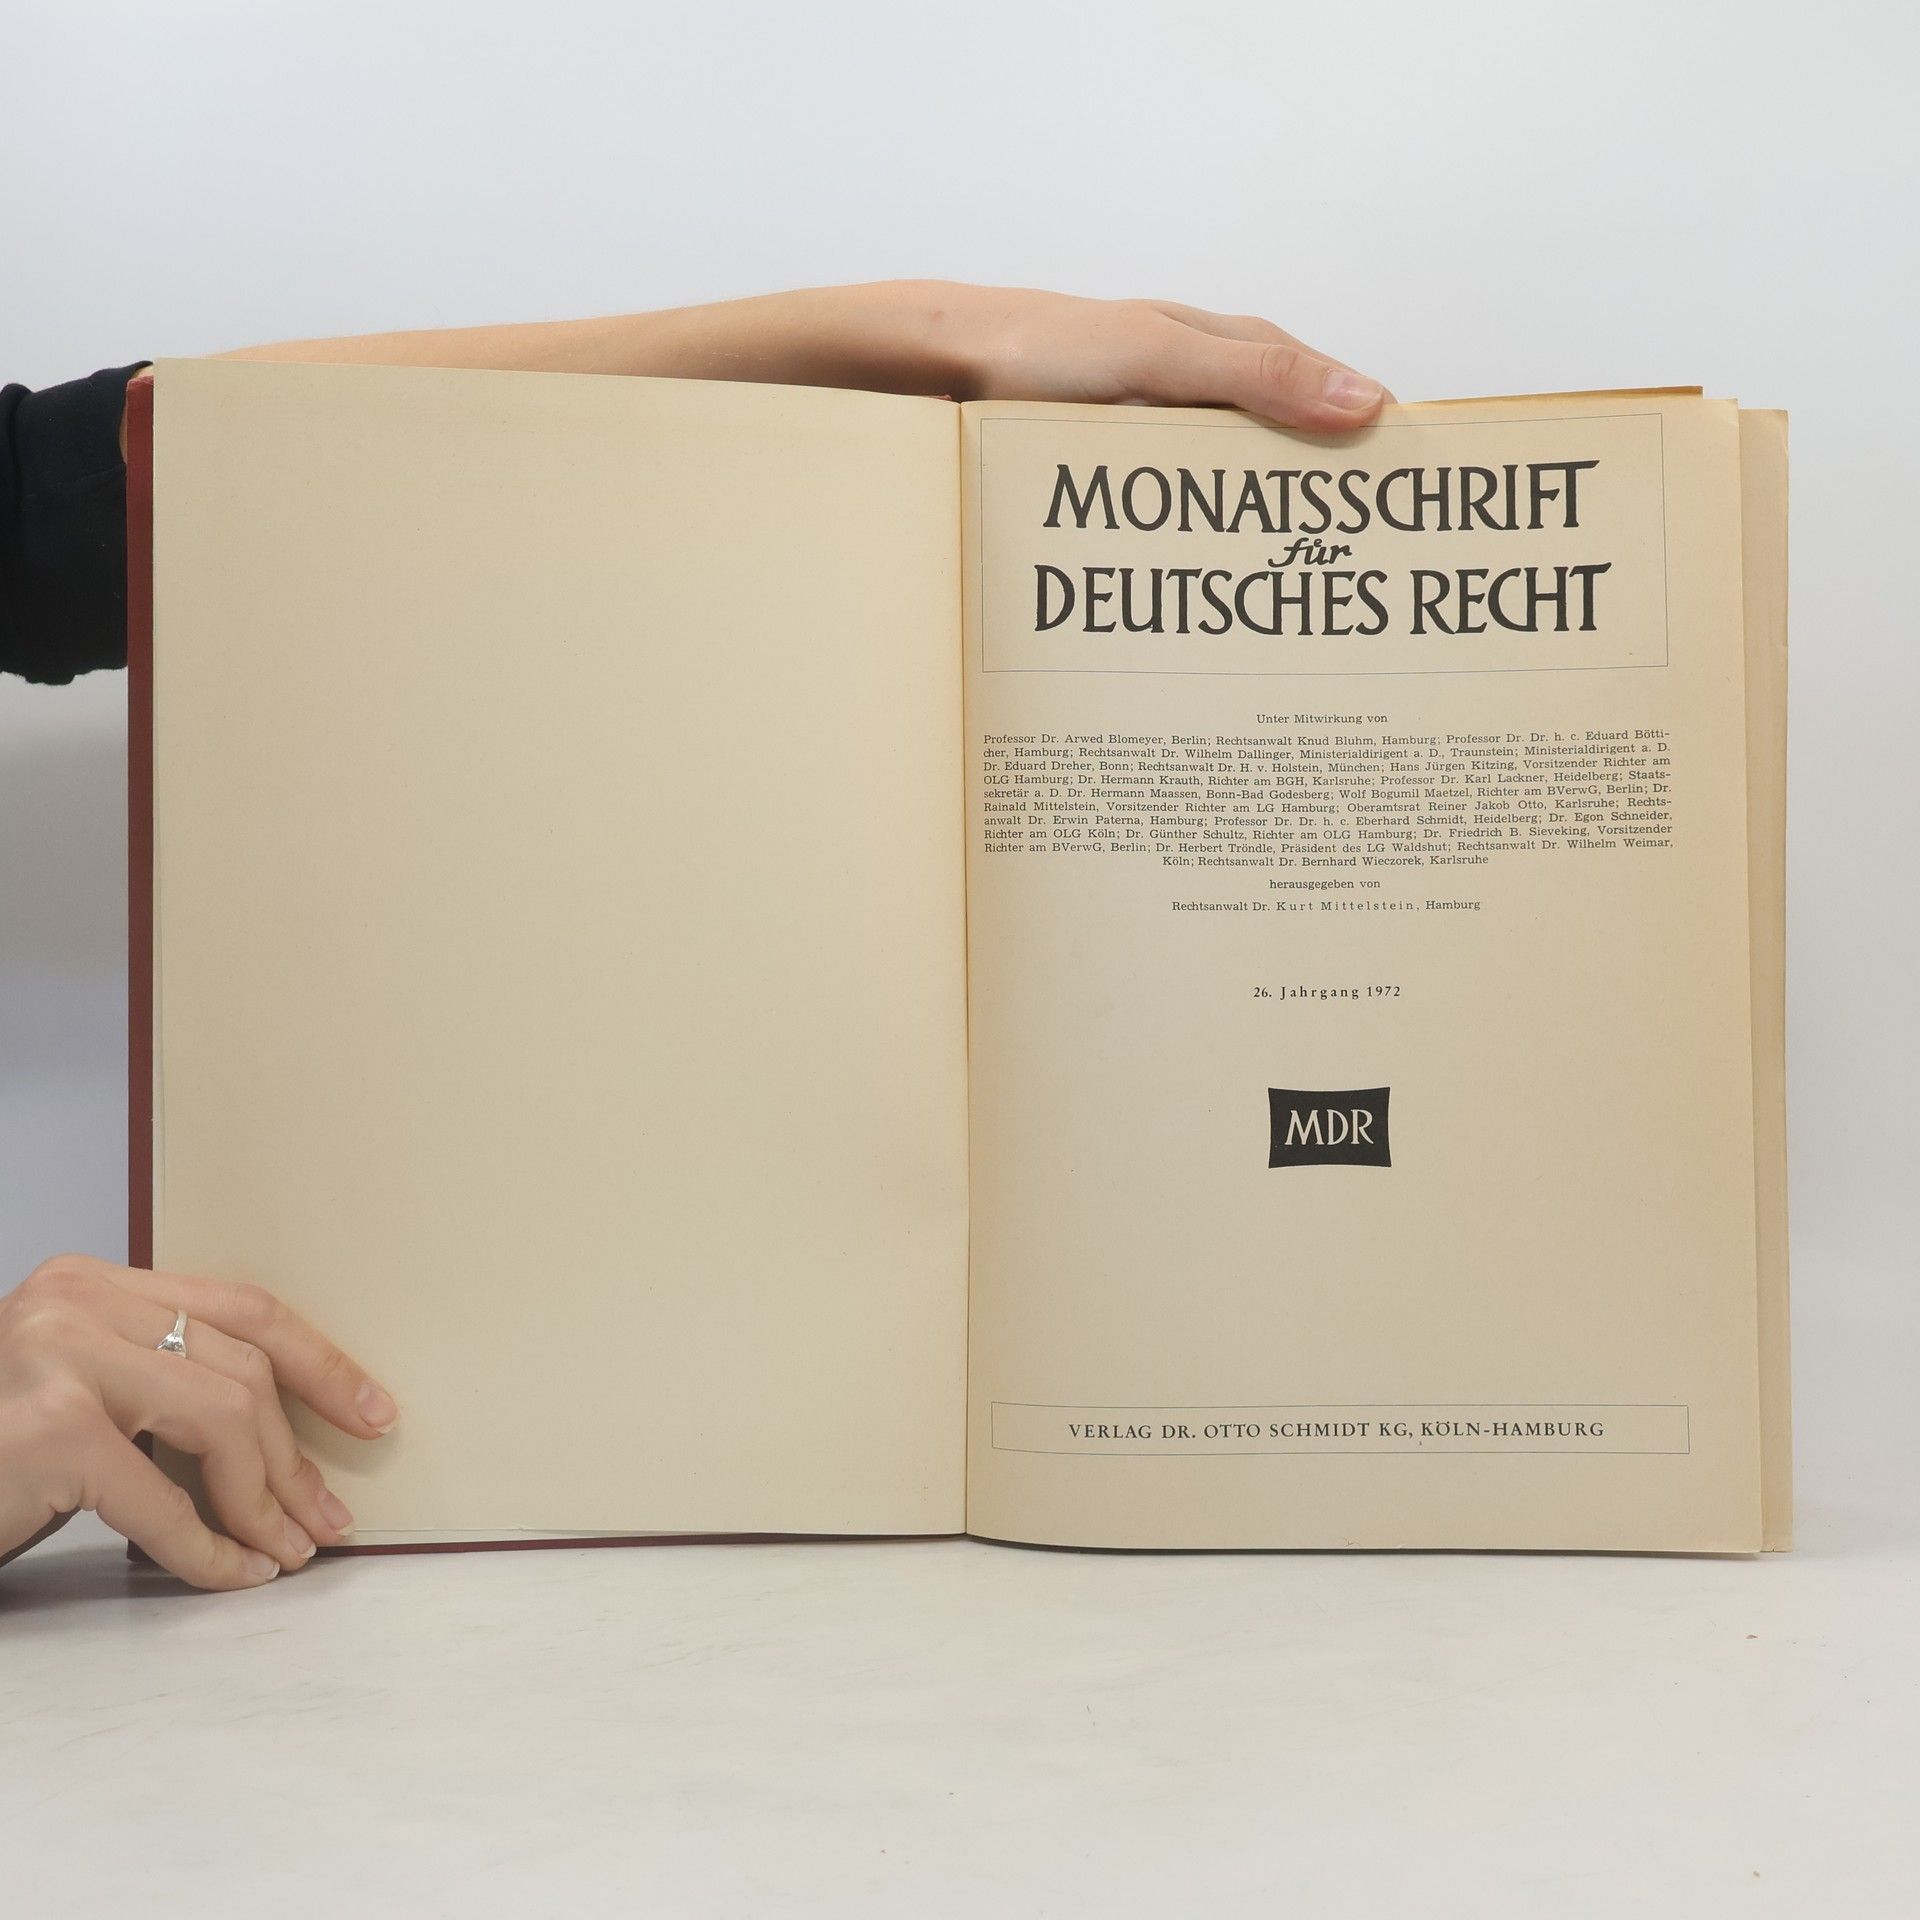 MONATSSCHRIFT
für
DEUTSCHES RECHT
Unter Mitwirkung von
Professor Dr. Arwed Blomeyer, Berlin; Rechtsanwalt Knud Bluhm, Hamburg; Professor Dr. Dr. h. c. Eduard Bötti-
cher, Hamburg; Rechtsanwalt Dr. Wilhelm Dallinger, Ministerialdirigent a. D., Traunstein; Ministerialdirigent a. D.
Dr. Eduard Dreher, Bonn; Rechtsanwalt Dr. H. v. Holstein, München; Hans Jürgen Kitzing, Vorsitzender Richter am
OLG Hamburg; Dr. Hermann Krauth, Richter am BGH, Karlsruhe; Professor Dr. Karl Lackner, Heidelberg; Staats-
sekretär a. D. Dr. Hermann Maassen, Bonn-Bad Godesberg; Wolf Bogumil Maetzel, Richter am BVerwG, Berlin; Dr.
Rainald Mittelstein, Vorsitzender Richter am LG Hamburg; Oberamtsrat Reiner Jakob Otto, Karlsruhe; Rechts-
anwalt Dr. Erwin Paterna, Hamburg; Professor Dr. Dr. h. c. Eberhard Schmidt, Heidelberg; Dr. Egon Schneider,
Richter am OLG Köln; Dr. Günther Schultz, Richter am OLG Hamburg; Dr. Friedrich B. Sieveking, Vorsitzender
Richter am BVerwG, Berlin; Dr. Herbert Tröndle, Präsident des LG Waldshut; Rechtsanwalt Dr. Wilhelm Weimar,
Köln; Rechtsanwalt Dr. Bernhard Wieczorek, Karlsruhe
herausgegeben von
Rechtsanwalt Dr. Kurt Mittelstein, Hamburg
26. Jahrgang 1972
MDR
VERLAG DR. OTTO SCHMIDT KG, KÖLN-HAMBURG